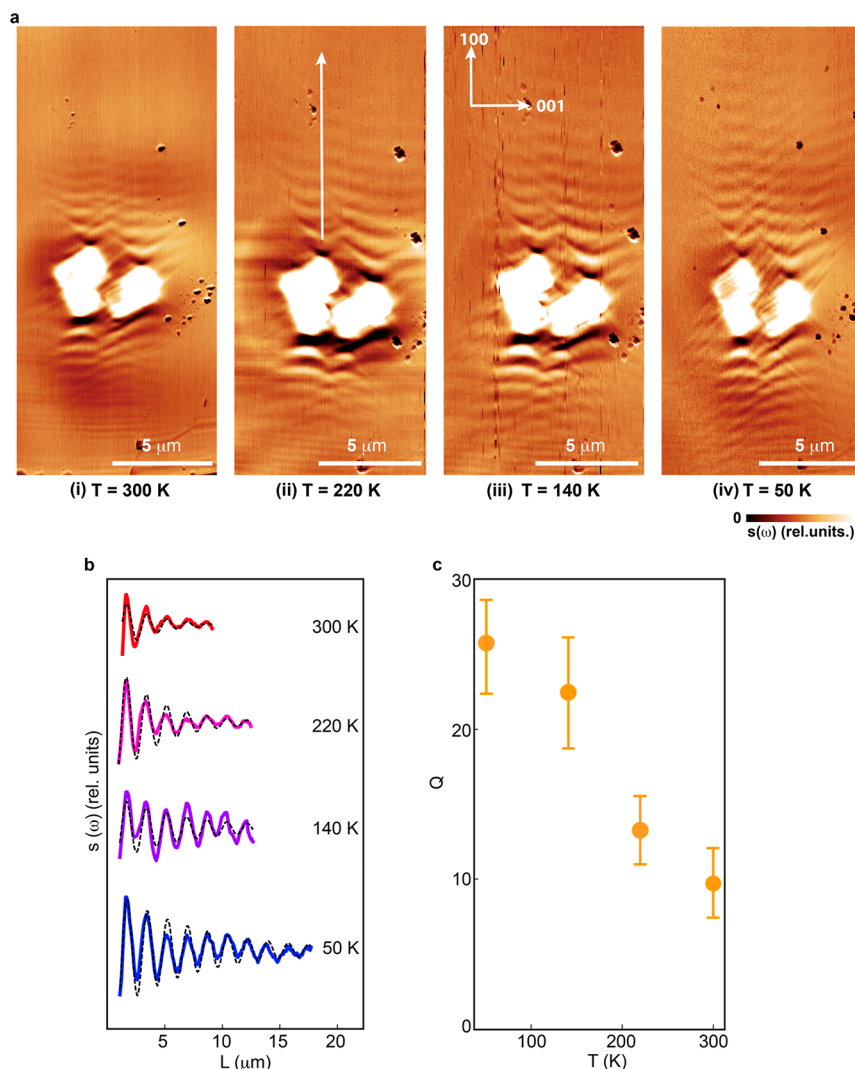 a
100
001
5 μm
5 μm
5 μm
5 μm
(i) T = 300 K
(ii) T = 220 K
(iii) T = 140 K
(iv) T = 50 K
0
s(ω) (rel.units.)
b
300 K
220 K
140 K
50 K
s (ω) (rel. units)
5
10
15
20
L (μm)
c
30
20
10
0
Q
100
200
300
T (K)